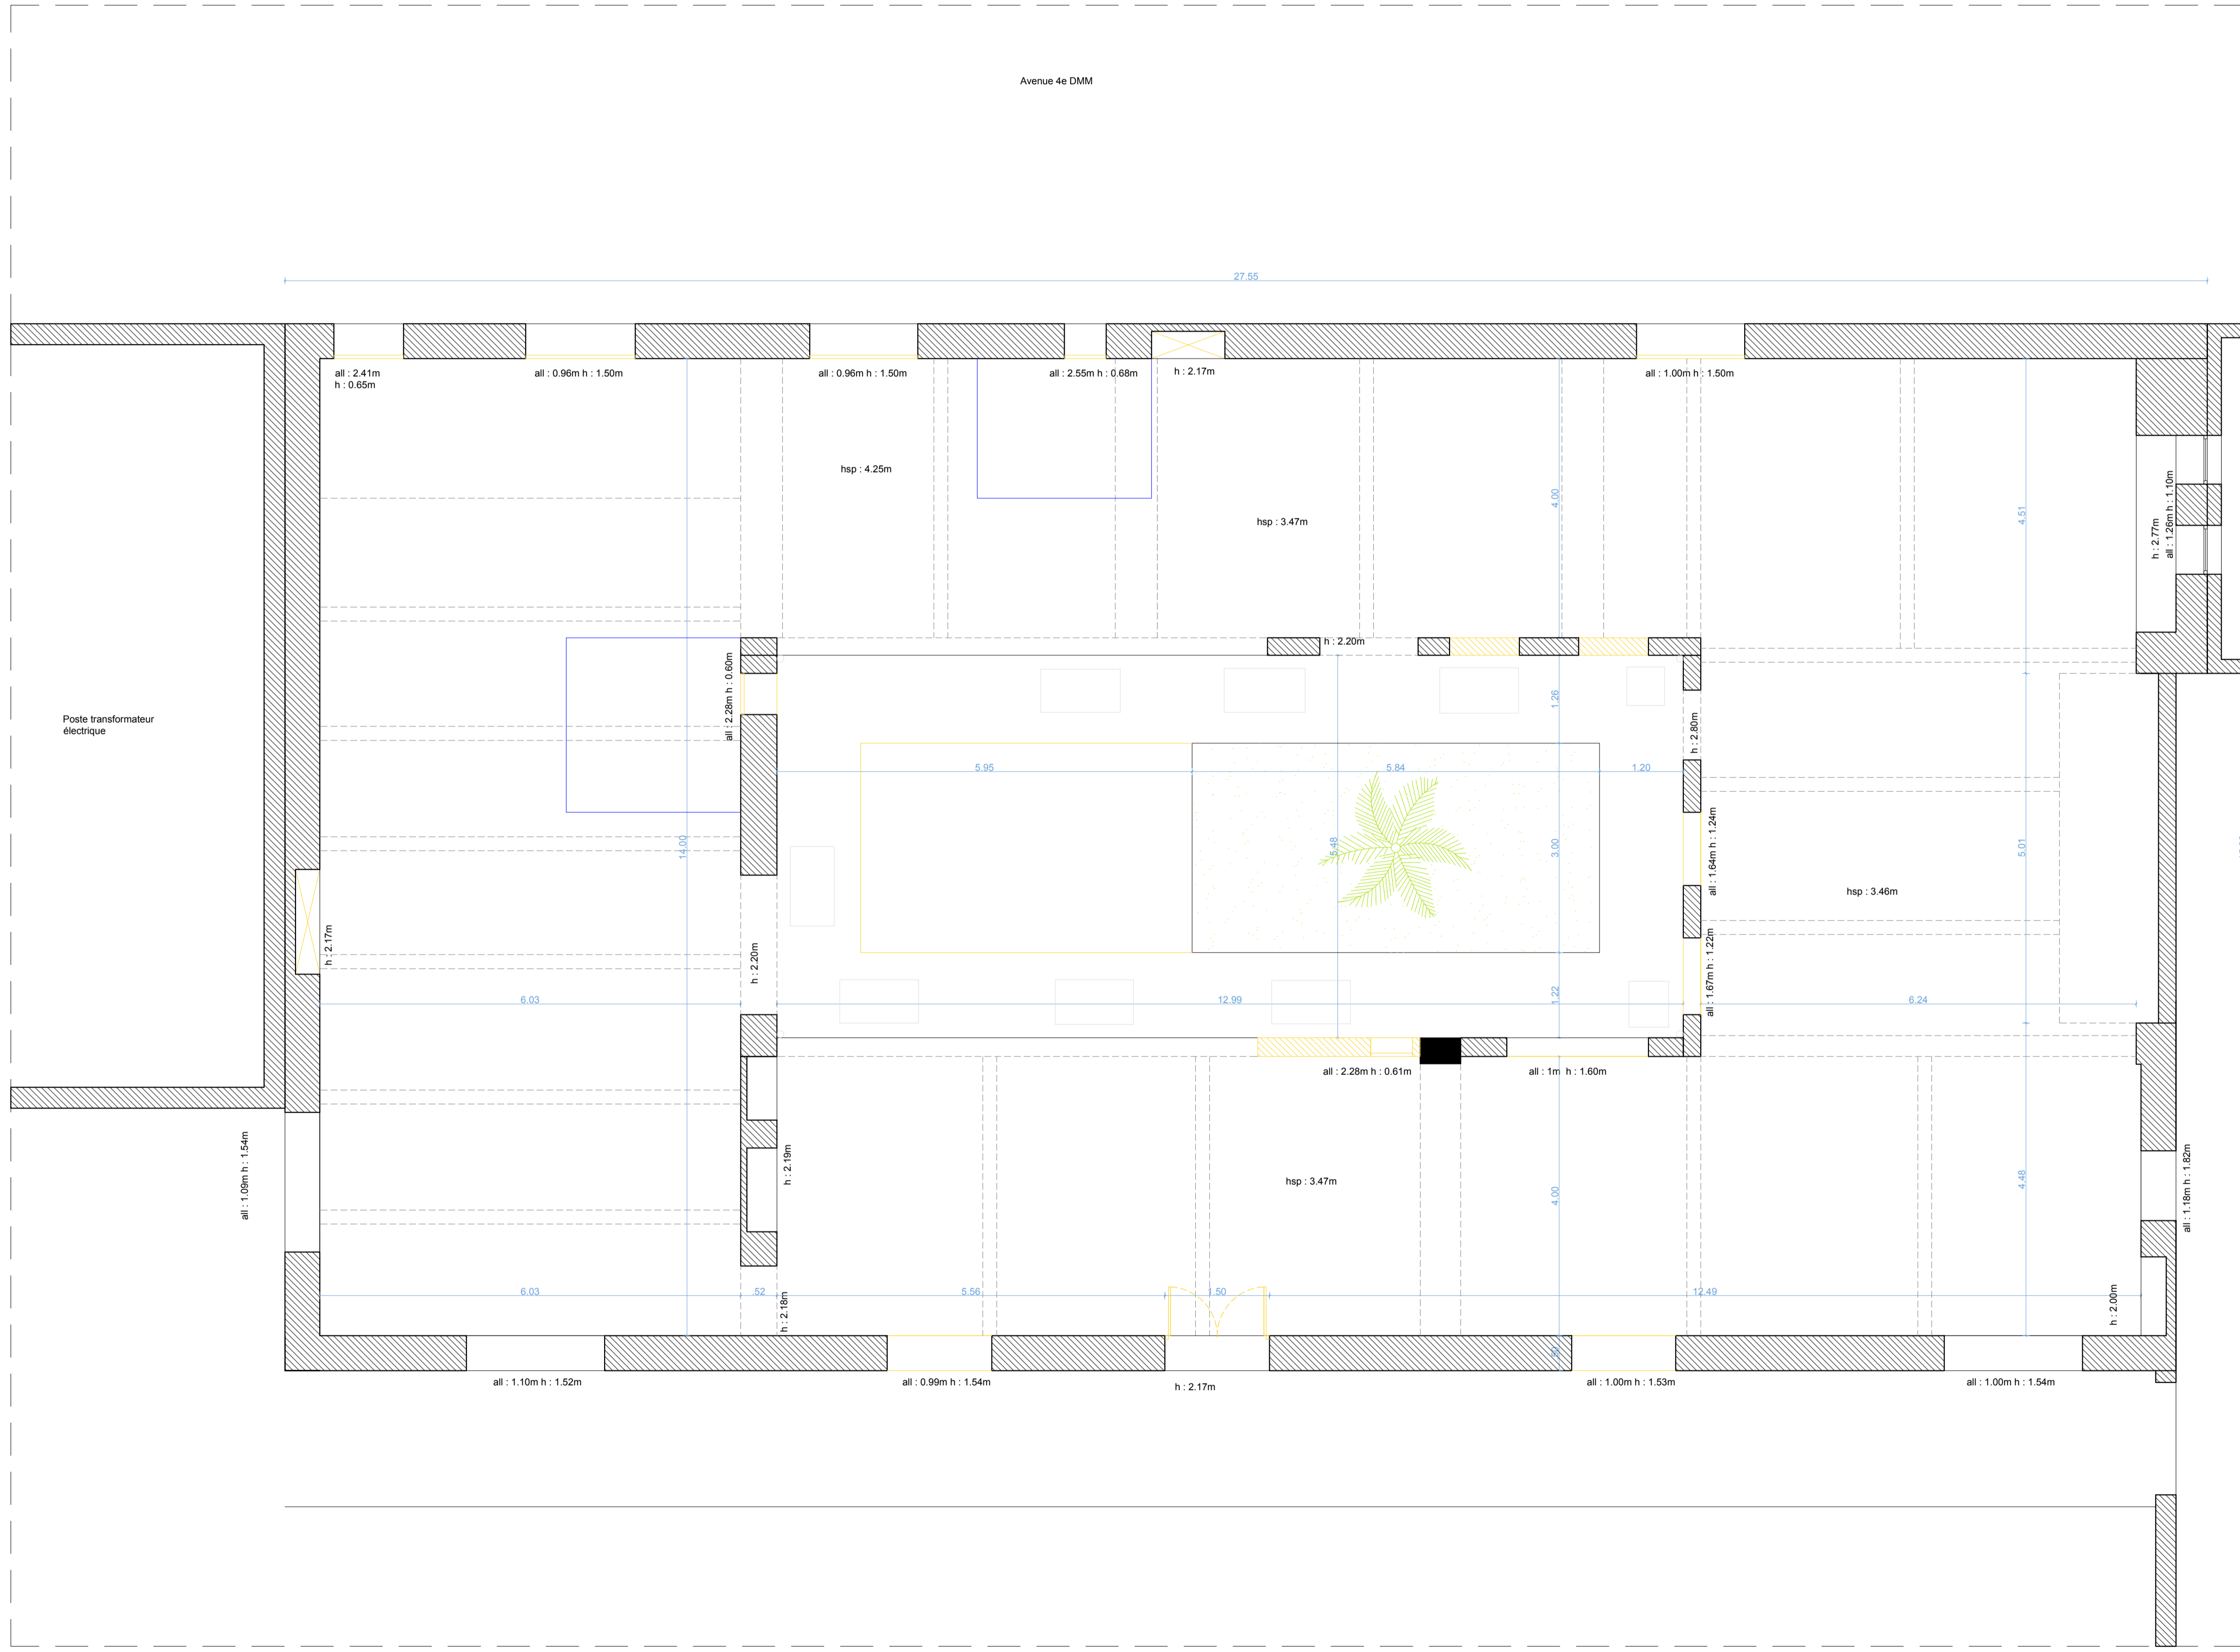 Avenue 4e DMM
27.55
all : 2.41m
h : 0.65m
all : 0.96m h : 1.50m
all : 0.96m h : 1.50m
all : 2.55m h : 0.68m
h : 2.17m
all : 1.00m h : 1.50m
hsp : 4.25m
hsp : 3.47m
4.00
4.51
h : 2.77m
all : 1.26m h : 1.10m
h : 2.20m
all : 2.28m h : 0.60m
1.26
h : 2.80m
Poste transformateur
électrique
5.95
5.84
1.20
14.00
5.48
3.00
all : 1.64m h : 1.24m
5.01
hsp : 3.46m
h : 2.17m
h : 2.20m
all : 1.67m h : 1.22m
6.03
12.99
1.22
6.24
all : 2.28m h : 0.61m
all : 1m h : 1.60m
all : 1.09m h : 1.54m
h : 2.19m
hsp : 3.47m
4.00
4.48
all : 1.18m h : 1.82m
6.03
.52
5.56
1.50
12.49
h : 2.18m
h : 2.00m
.50
all : 1.10m h : 1.52m
all : 0.99m h : 1.54m
h : 2.17m
all : 1.00m h : 1.53m
all : 1.00m h : 1.54m